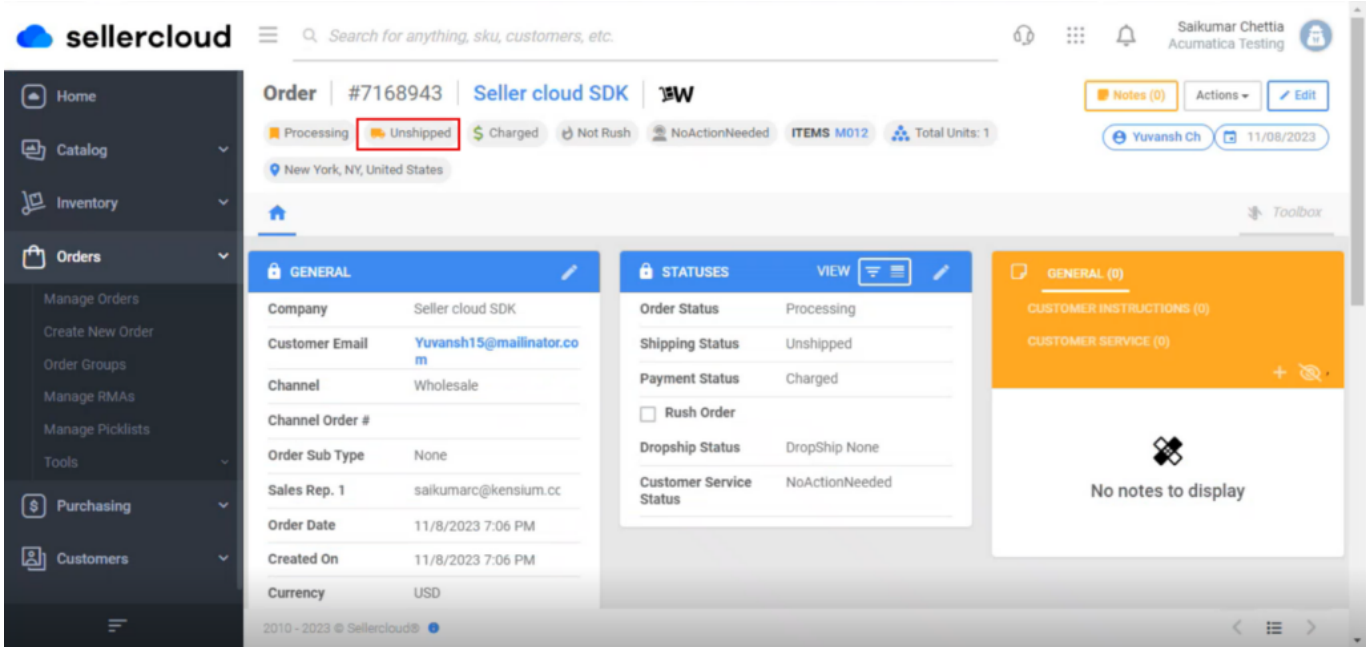 sellercloud
Search for anything, sku, customers, etc.
Saikumar Chettia
Acumatica Testing
Home
Catalog
Inventory
Orders
Manage Orders
Create New Order
Order Groups
Manage RMAs
Manage Picklists
Tools
Purchasing
Customers
Order #7168943 Seller cloud SDK W
Notes (0) Actions Edit
Processing Unshipped $ Charged Not Rush NoActionNeeded ITEMS M012 Total Units: 1
Yuvansh Ch 11/08/2023
New York, NY, United States
Toolbox
GENERAL
Company Seller cloud SDK
Customer Email Yuvansh15@mailinator.co
m
Channel Wholesale
Channel Order #
Order Sub Type None
Sales Rep. 1 saikumarc@kensium.cc
Order Date 11/8/2023 7:06 PM
Created On 11/8/2023 7:06 PM
Currency USD
STATUSES VIEW
Order Status Processing
Shipping Status Unshipped
Payment Status Charged
Rush Order
Dropship Status DropShip None
Customer Service NoActionNeeded
Status
GENERAL (0)
CUSTOMER INSTRUCTIONS (0)
CUSTOMER SERVICE (0)
No notes to display
2010 - 2023 © Sellercloud®